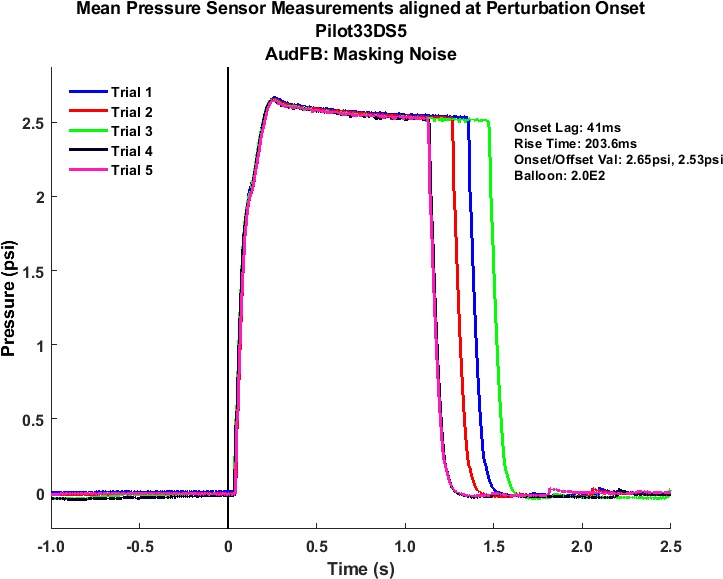 Mean Pressure Sensor Measurements aligned at Perturbation Onset
Pilot33DS5
AudFB: Masking Noise
Trial 1
Trial 2
Trial 3
Trial 4
Trial 5
Onset Lag: 41ms
Rise Time: 203.6ms
Onset/Offset Val: 2.65psi, 2.53psi
Balloon: 2.0E2
Pressure (psi)
2.5
2
1.5
1
0.5
0
-1.0 -0.5 0 0.5 1.0 1.5 2.0 2.5
Time (s)